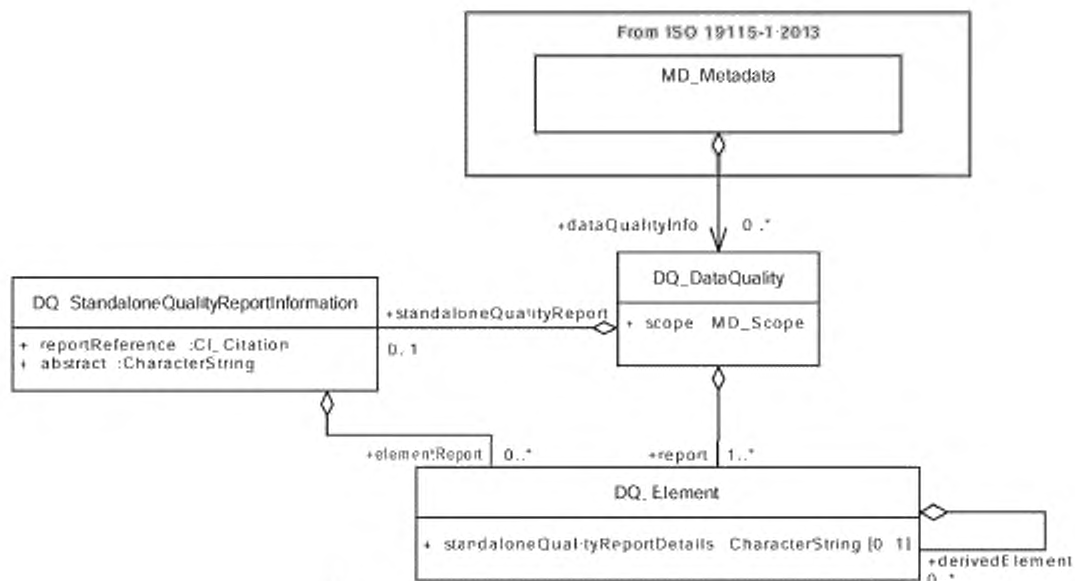 From ISO 19115-1:2013
MD_Metadata
+dataQualityInfo 0..*
DQ_DataQuality
+ scope MD_Scope
DQ_StandaloneQualityReportInformation
+ reportReference :CI_Citation
+ abstract :CharacterString
+standaloneQualityReport
0..1
+elementReport 0..*
+report 1..*
DQ_Element
+ standaloneQualityReportDetails CharacterString [0..1]
+derivedElement
0..*